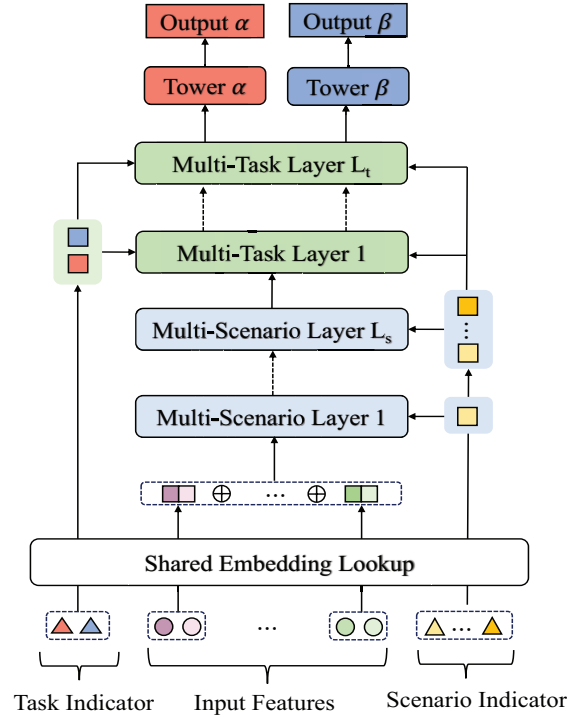 Output α Output β
Tower α Tower β
Multi-Task Layer Lt
Multi-Task Layer 1
Multi-Scenario Layer Ls
Multi-Scenario Layer 1
...
Shared Embedding Lookup
... ...
Task Indicator Input Features Scenario Indicator